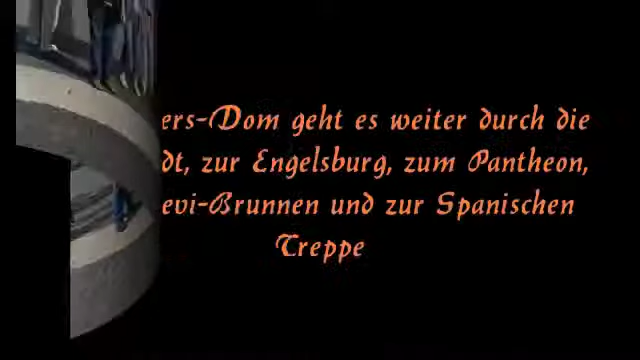 ers-Dom geht es weiter durch die
dt, zur Engelsburg, zum Pantheon,
evi-Brunnen und zur Spanischen
Treppe